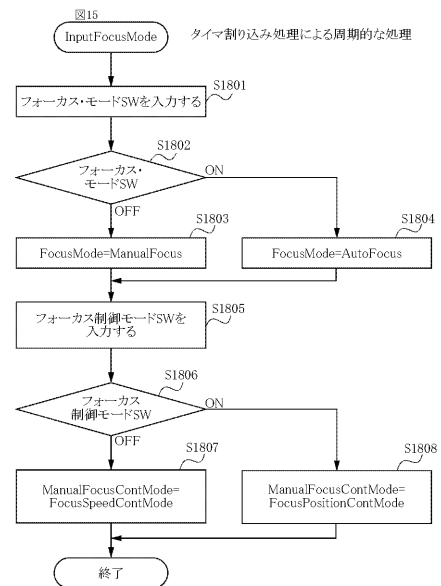 図15
InputFocusMode
タイマ割り込み処理による周期的な処理
S1801
フォーカス・モードSWを入力する
S1802
フォーカス・
モードSW
ON
OFF
S1803
FocusMode=ManualFocus
S1804
FocusMode=AutoFocus
S1805
フォーカス制御モードSWを
入力する
S1806
フォーカス
制御モードSW
ON
OFF
S1807
ManualFocusContMode=
FocusSpeedContMode
S1808
ManualFocusContMode=
FocusPositionContMode
終了